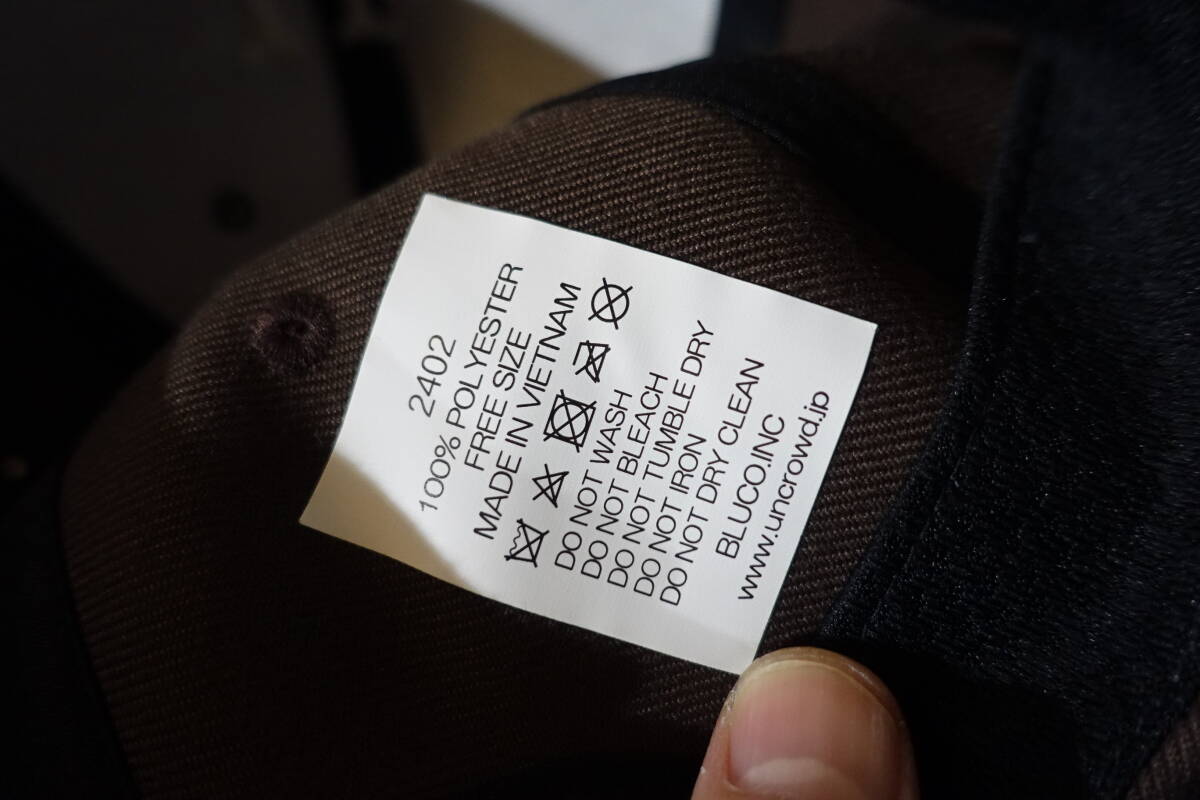 2402
100% POLYESTER
FREE SIZE
MADE IN VIETNAM
DO NOT WASH
DO NOT BLEACH
DO NOT TUMBLE DRY
DO NOT IRON
DO NOT DRY CLEAN
BLUCO.INC
www.uncrowd.jp